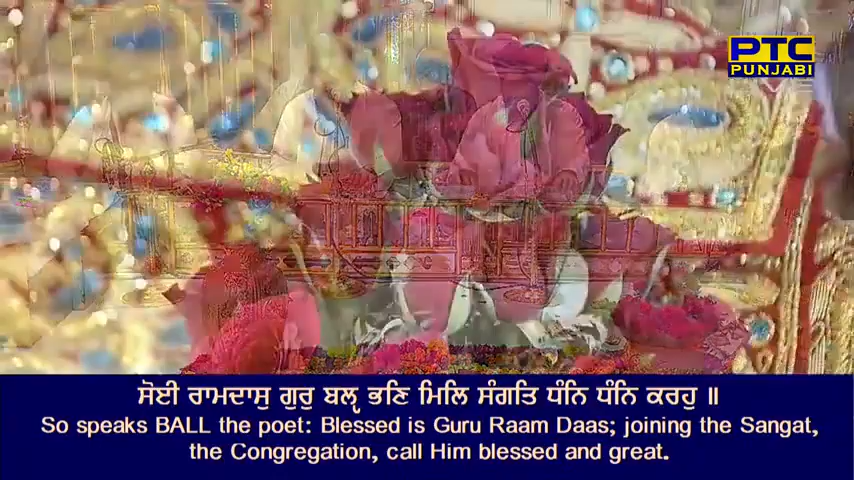 PTC
PUNJABI
ਸੋਈ ਰਾਮਦਾਸੁ ਗੁਰੁ ਬਲੵ ਭਣਿ ਮਿਲਿ ਸੰਗਤਿ ਧੰਨਿ ਧੰਨਿ ਕਰਹੁ ॥
So speaks BALL the poet: Blessed is Guru Raam Daas; joining the Sangat,
the Congregation, call Him blessed and great.